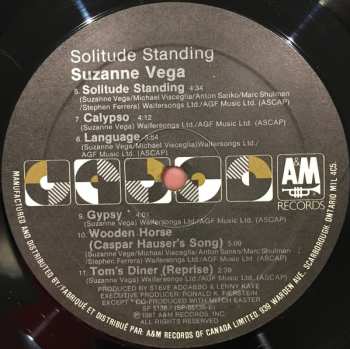 Solitude Standing
Suzanne Vega
5. Solitude Standing 4:34
(Suzanne Vega/Michael Visceglia/Anton Sanko/Marc Shulman
/Stephen Ferrera) Waifersongs Ltd./AGF Music Ltd. (ASCAP)
7. Calypso 4:12
(Suzanne Vega) Waifersongs Ltd./AGF Music Ltd. (ASCAP)
8. Language 3:54
(Suzanne Vega/Michael Visceglia) Waifersongs Ltd./
AGF Music Ltd. (ASCAP)
A&M
RECORDS
9. Gypsy 4:01
(Suzanne Vega) Waifersongs Ltd./AGF Music Ltd. (ASCAP)
10. Wooden Horse
(Caspar Hauser's Song) 5:09
(Suzanne Vega/Michael Visceglia/Anton Sanko/Marc Shulman
/Stephen Ferrera) Waifersongs Ltd./AGF Music Ltd. (ASCAP)
11. Tom's Diner (Reprise) 2:39
(Suzanne Vega) Waifersongs Ltd./AGF Music Ltd. (ASCAP)
PRODUCED BY STEVE ADDABBO & LENNY KAYE
EXECUTIVE PRODUCER: RONALD K. FIERSTEIN
EXCEPT CO-PRODUCED WITH MITCH EASTER
SP 5136
℗1987 A&M RECORDS, INC.
ALL RIGHTS RESERVED.
MANUFACTURED AND DISTRIBUTED BY/FABRIQUÉ ET DISTRIBUÉ PAR: A&M RECORDS OF CANADA LIMITED, 939 WARDEN AVE., SCARBOROUGH, ONTARIO M1L 4C5.